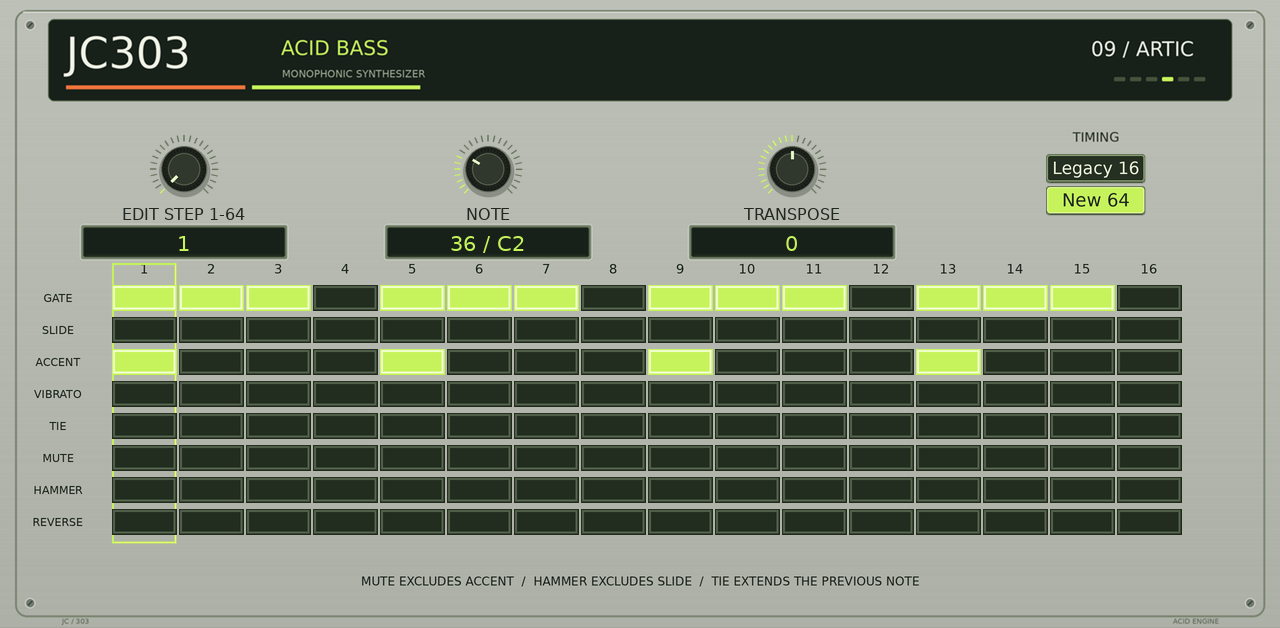 JC303
ACID BASS
MONOPHONIC SYNTHESIZER
09 / ARTIC
TIMING
Legacy 16
New 64
EDIT STEP 1-64
NOTE
TRANSPOSE
1
36 / C2
0
1 2 3 4 5 6 7 8 9 10 11 12 13 14 15 16
GATE
SLIDE
ACCENT
VIBRATO
TIE
MUTE
HAMMER
REVERSE
MUTE EXCLUDES ACCENT / HAMMER EXCLUDES SLIDE / TIE EXTENDS THE PREVIOUS NOTE
JC / 303
ACID ENGINE